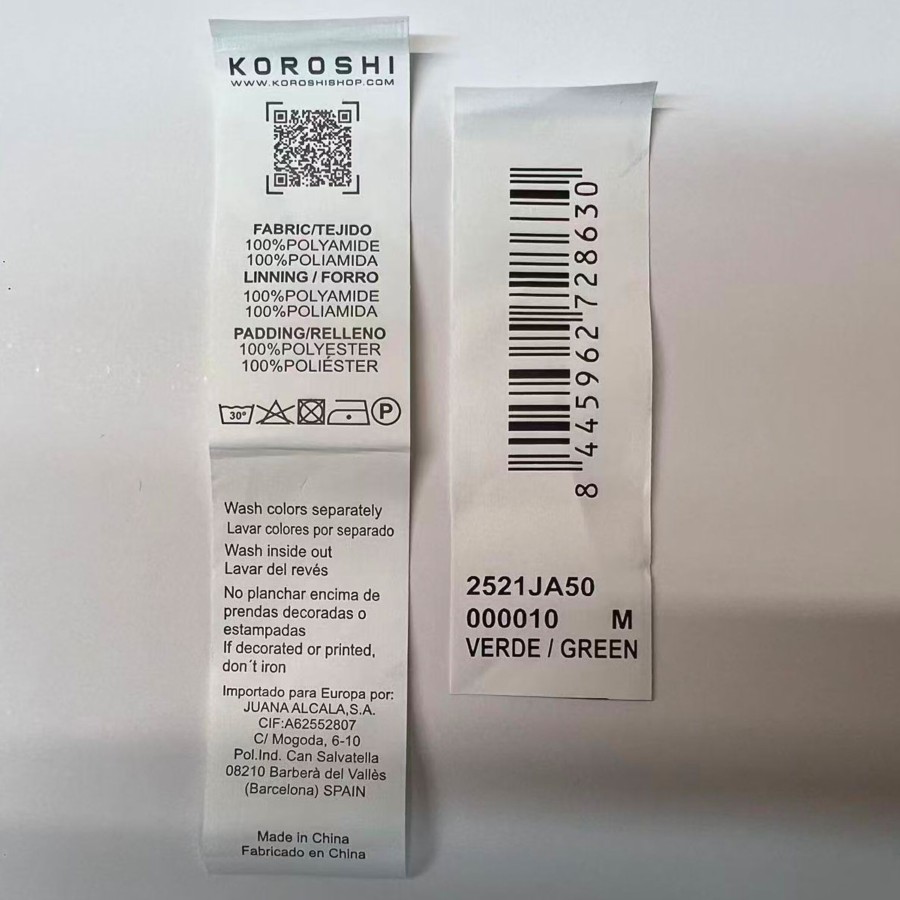 KOROSHI
WWW.KOROSHISHOP.COM
FABRIC/TEJIDO
100%POLYAMIDE
100%POLIAMIDA
LINNING / FORRO
100%POLYAMIDE
100%POLIAMIDA
PADDING/RELLENO
100%POLYESTER
100%POLIÉSTER
30°
P
Wash colors separately
Lavar colores por separado
Wash inside out
Lavar del revés
No planchar encima de
prendas decoradas o
estampadas
If decorated or printed,
don´t iron
Importado para Europa por:
JUANA ALCALA,S.A.
CIF:A62552807
C/ Mogoda, 6-10
Pol.Ind. Can Salvatella
08210 Barberà del Vallès
(Barcelona) SPAIN
Made in China
Fabricado en China
8 445962 728630
2521JA50
000010 M
VERDE / GREEN